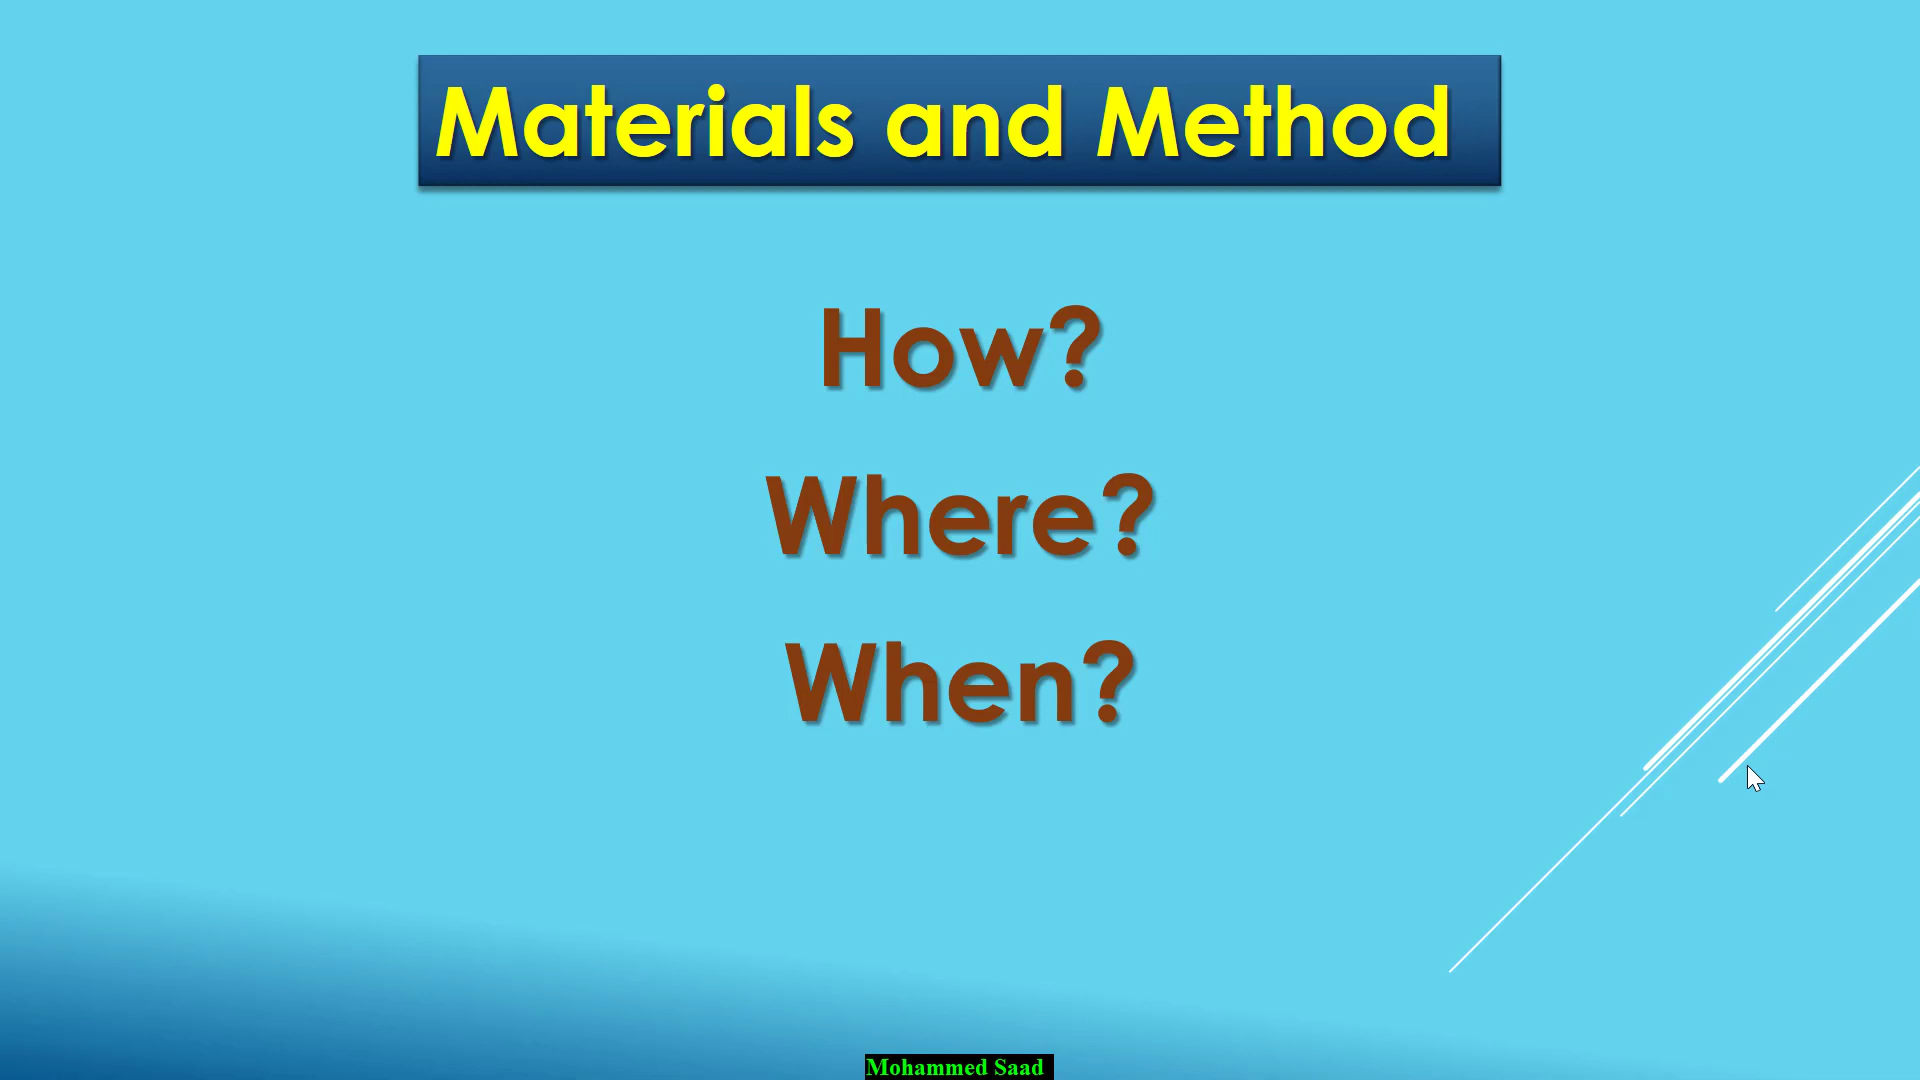 Materials and Method
How?
Where?
When?
Mohammed Saad